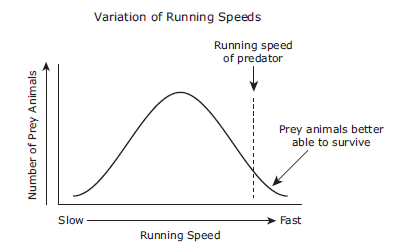 Variation of Running Speeds
Running speed
of predator
Number of Prey Animals
Prey animals better
able to survive
Slow
Fast
Running Speed